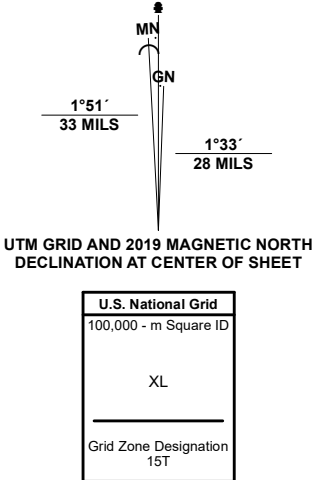 MN
GN
1°51´
33 MILS
1°33´
28 MILS
UTM GRID AND 2019 MAGNETIC NORTH
DECLINATION AT CENTER OF SHEET
U.S. National Grid
100,000 - m Square ID
XL
Grid Zone Designation
15T